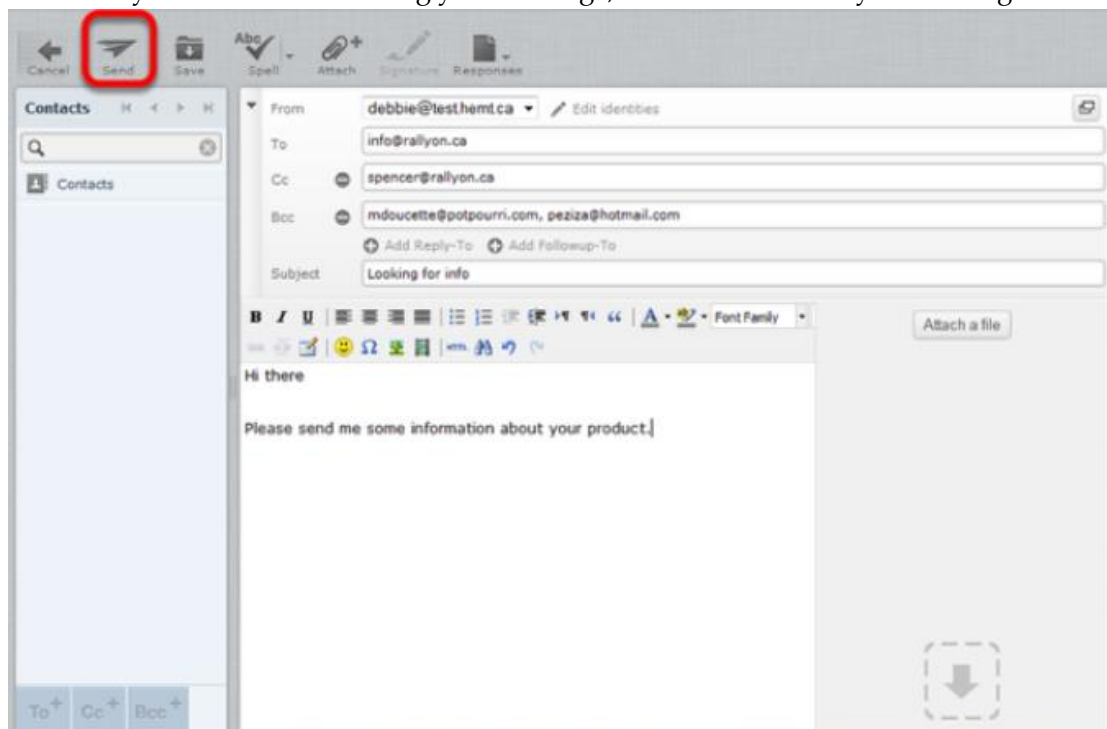 Cancel Send Save Spell Attach Signature Responses
Abc
Contacts
Contacts
From debbie@test.hemt.ca Edit identities
To info@rallyon.ca
Cc spencer@rallyon.ca
Bcc mdoucette@potpourri.com, peziza@hotmail.com
Add Reply-To Add Followup-To
Subject Looking for info
B I U A Font Family
HTML
Attach a file
Hi there
Please send me some information about your product.
To+ Cc+ Bcc+